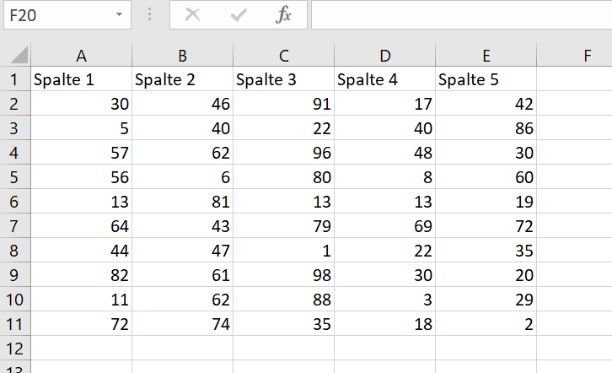 F20 fx
A B C D E F
1 Spalte 1 Spalte 2 Spalte 3 Spalte 4 Spalte 5
2 30 46 91 17 42
3 5 40 22 40 86
4 57 62 96 48 30
5 56 6 80 8 60
6 13 81 13 13 19
7 64 43 79 69 72
8 44 47 1 22 35
9 82 61 98 30 20
10 11 62 88 3 29
11 72 74 35 18 2
12
13